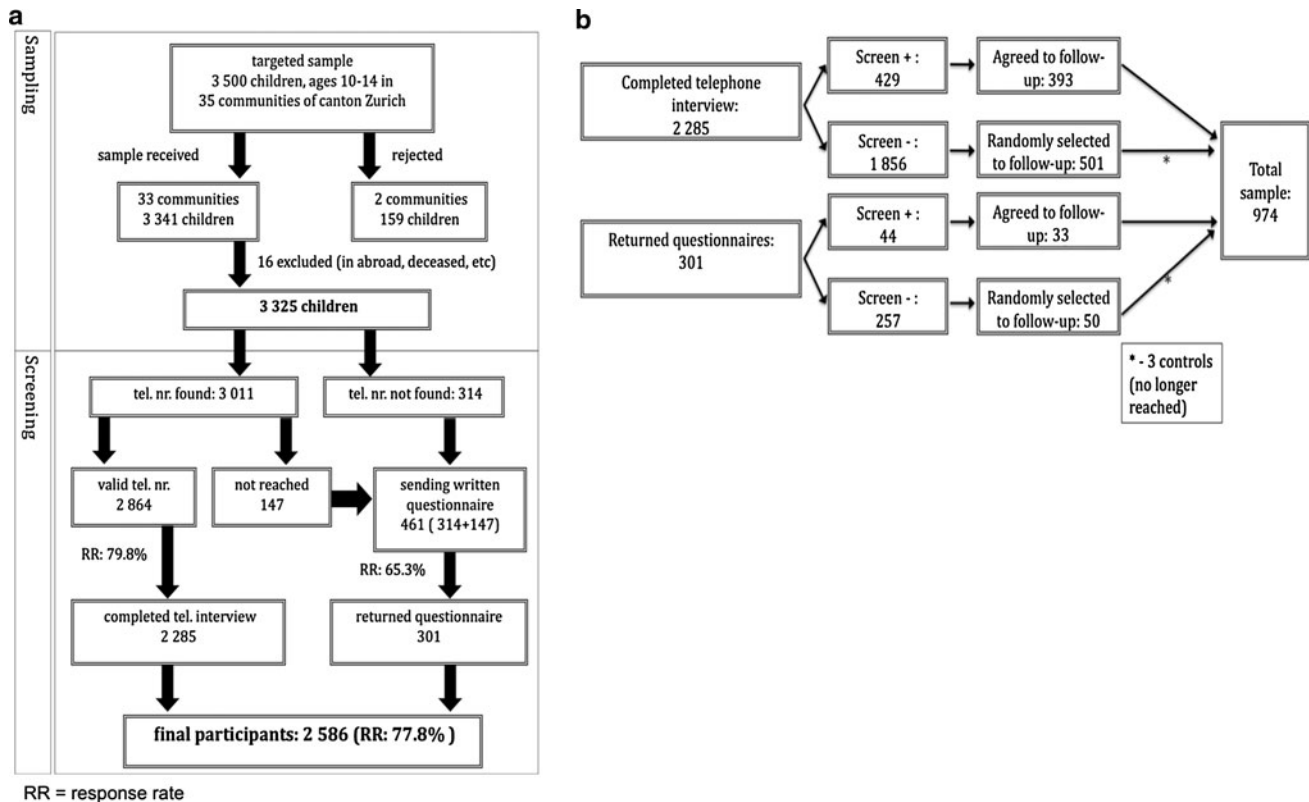 a
Sampling
targeted sample
3 500 children, ages 10-14 in
35 communities of canton Zurich
sample received
rejected
33 communities
3 341 children
2 communities
159 children
16 excluded (in abroad, deceased, etc)
3 325 children
Screening
tel. nr. found: 3 011
tel. nr. not found: 314
valid tel. nr.
2 864
not reached
147
sending written
questionnaire
461 ( 314+147)
RR: 79.8%
RR: 65.3%
completed tel. interview
2 285
returned questionnaire
301
final participants: 2 586 (RR: 77.8% )
RR = response rate
b
Completed telephone
interview:
2 285
Screen + :
429
Agreed to follow-
up: 393
Screen - :
1 856
Randomly selected
to follow-up: 501
*
Returned questionnaires:
301
Screen + :
44
Agreed to follow-
up: 33
Screen - :
257
Randomly selected
to follow-up: 50
*
Total
sample:
974
* - 3 controls
(no longer
reached)